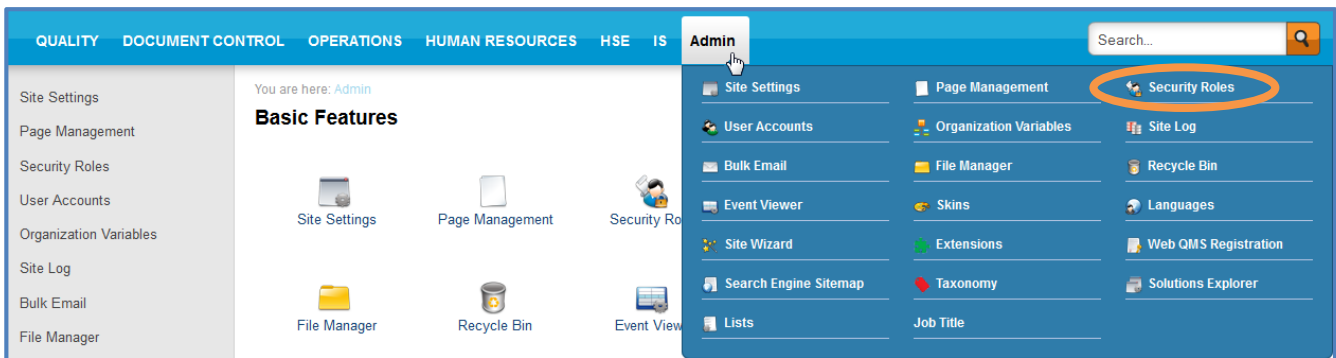 QUALITY DOCUMENT CONTROL OPERATIONS HUMAN RESOURCES HSE IS Admin Search...
Site Settings
Page Management
Security Roles
User Accounts
Organization Variables
Site Log
Bulk Email
File Manager
You are here: Admin
Basic Features
Site Settings Page Management Security Ro
File Manager Recycle Bin Event View
Site Settings Page Management Security Roles
User Accounts Organization Variables Site Log
Bulk Email File Manager Recycle Bin
Event Viewer Skins Languages
Site Wizard Extensions Web QMS Registration
Search Engine Sitemap Taxonomy Solutions Explorer
Lists Job Title